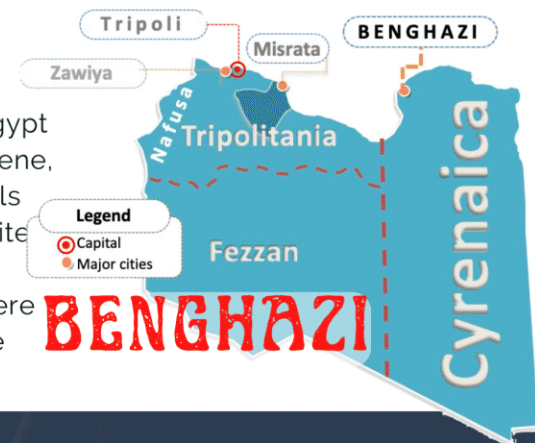 Tripoli
BENGHAZI
Misrata
Zawiya
Nafusa
Tripolitania
Cyrenaica
Legend
Capital
Major cities
Fezzan
BENGHAZI